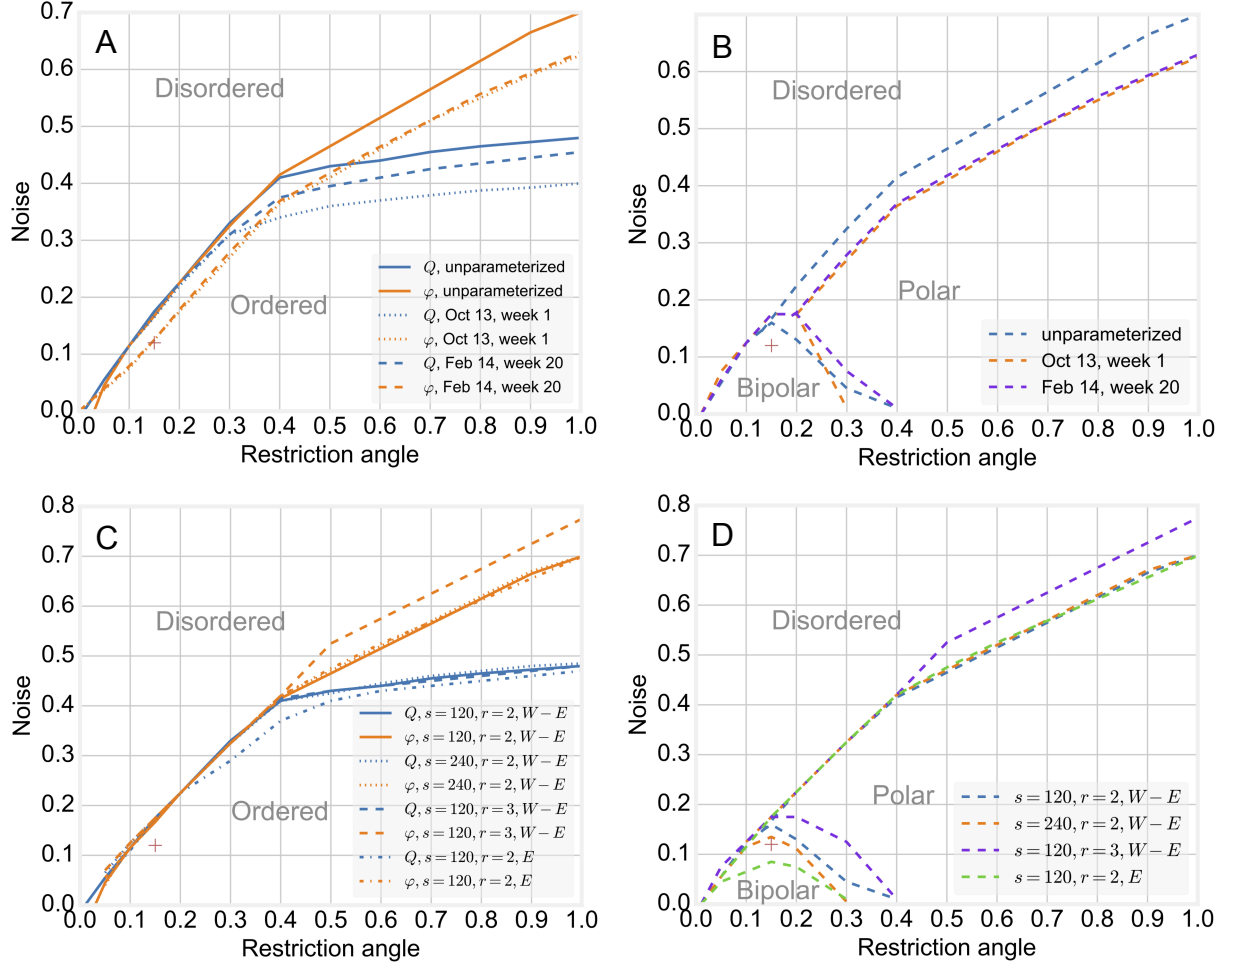 A
Noise
0.7
0.6
0.5
0.4
0.3
0.2
0.1
0.0
Disordered
Ordered
Q, unparameterized
φ, unparameterized
Q, Oct 13, week 1
φ, Oct 13, week 1
Q, Feb 14, week 20
φ, Feb 14, week 20
0.0 0.1 0.2 0.3 0.4 0.5 0.6 0.7 0.8 0.9 1.0
Restriction angle
B
Noise
0.6
0.5
0.4
0.3
0.2
0.1
0.0
Disordered
Polar
Bipolar
unparameterized
Oct 13, week 1
Feb 14, week 20
0.0 0.1 0.2 0.3 0.4 0.5 0.6 0.7 0.8 0.9 1.0
Restriction angle
C
Noise
0.8
0.7
0.6
0.5
0.4
0.3
0.2
0.1
0.0
Disordered
Ordered
Q, s = 120, r = 2, W − E
φ, s = 120, r = 2, W − E
Q, s = 240, r = 2, W − E
φ, s = 240, r = 2, W − E
Q, s = 120, r = 3, W − E
φ, s = 120, r = 3, W − E
Q, s = 120, r = 2, E
φ, s = 120, r = 2, E
0.0 0.1 0.2 0.3 0.4 0.5 0.6 0.7 0.8 0.9 1.0
Restriction angle
D
Noise
0.8
0.7
0.6
0.5
0.4
0.3
0.2
0.1
0.0
Disordered
Polar
Bipolar
s = 120, r = 2, W − E
s = 240, r = 2, W − E
s = 120, r = 3, W − E
s = 120, r = 2, E
0.0 0.1 0.2 0.3 0.4 0.5 0.6 0.7 0.8 0.9 1.0
Restriction angle